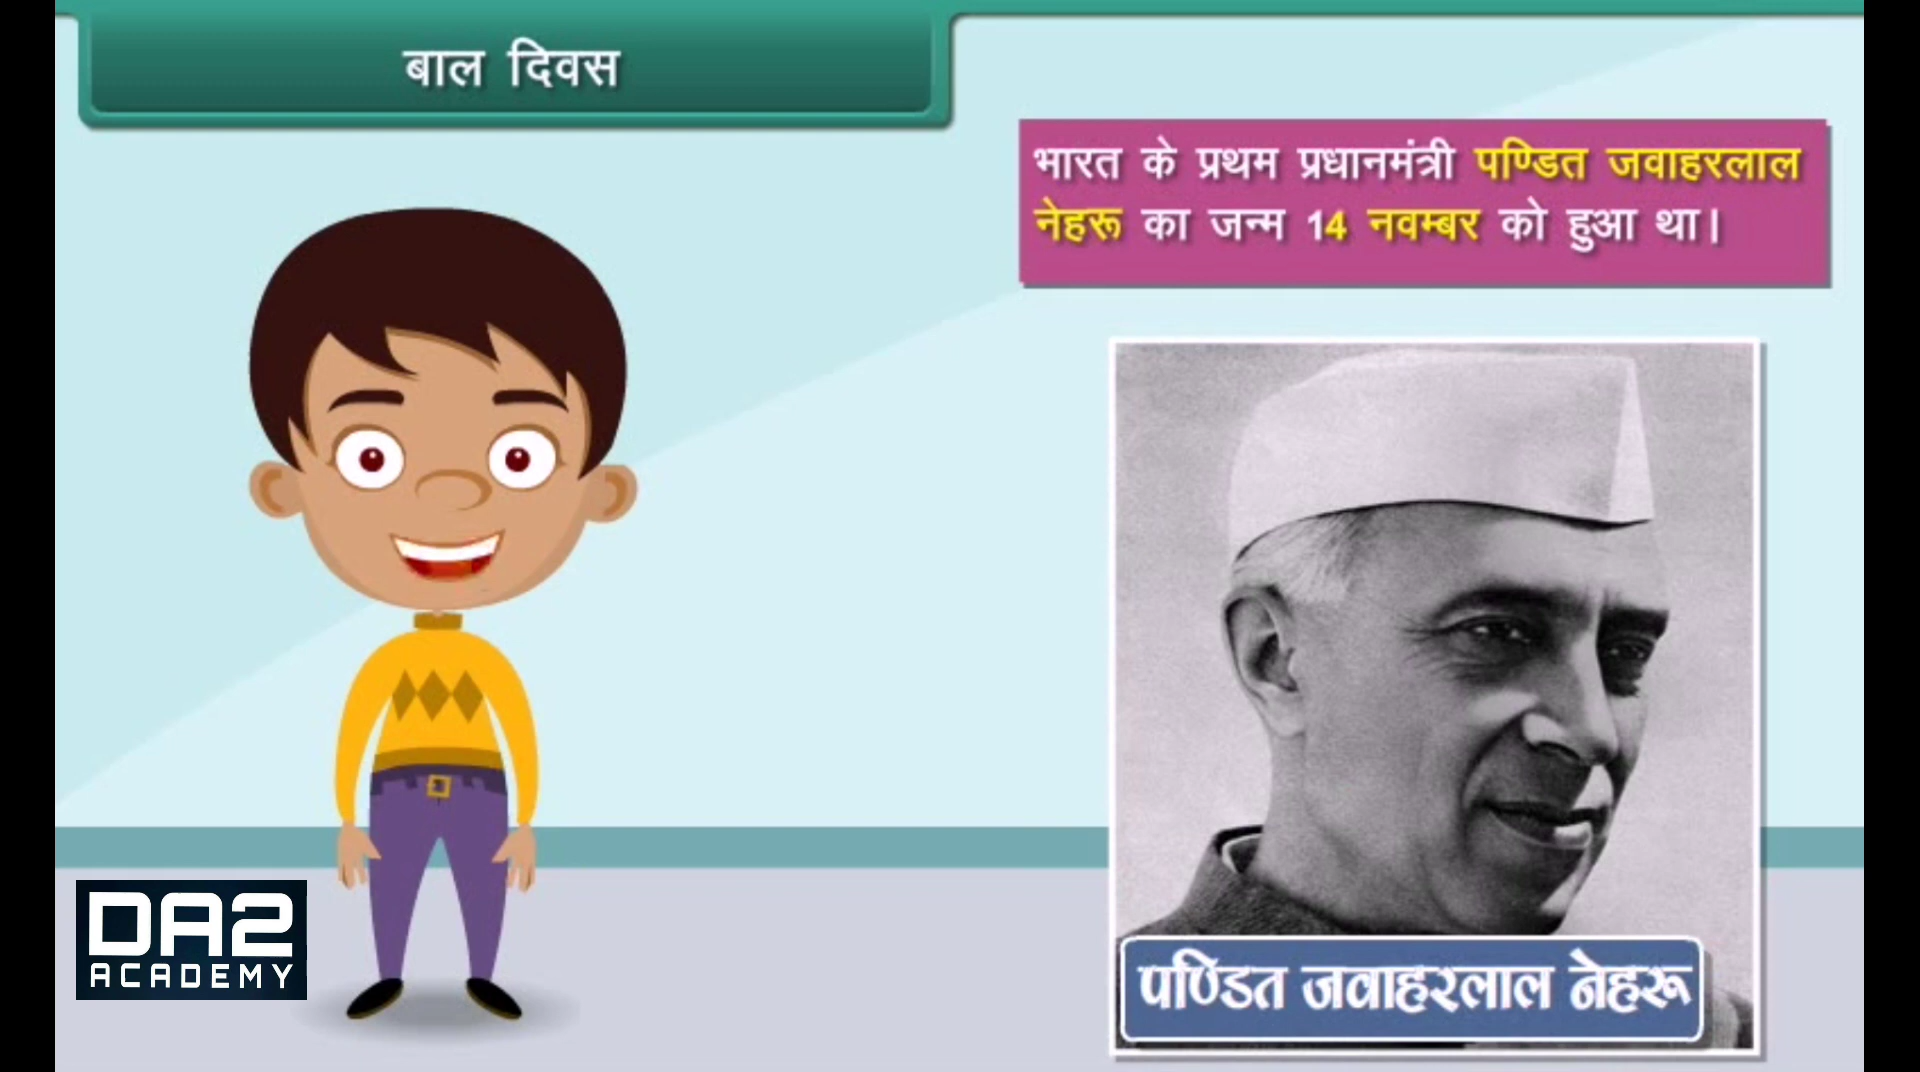 बाल दिवस
भारत के प्रथम प्रधानमंत्री पण्डित जवाहरलाल
नेहरू का जन्म 14 नवम्बर को हुआ था।
पण्डित जवाहरलाल नेहरू
DA2
ACADEMY